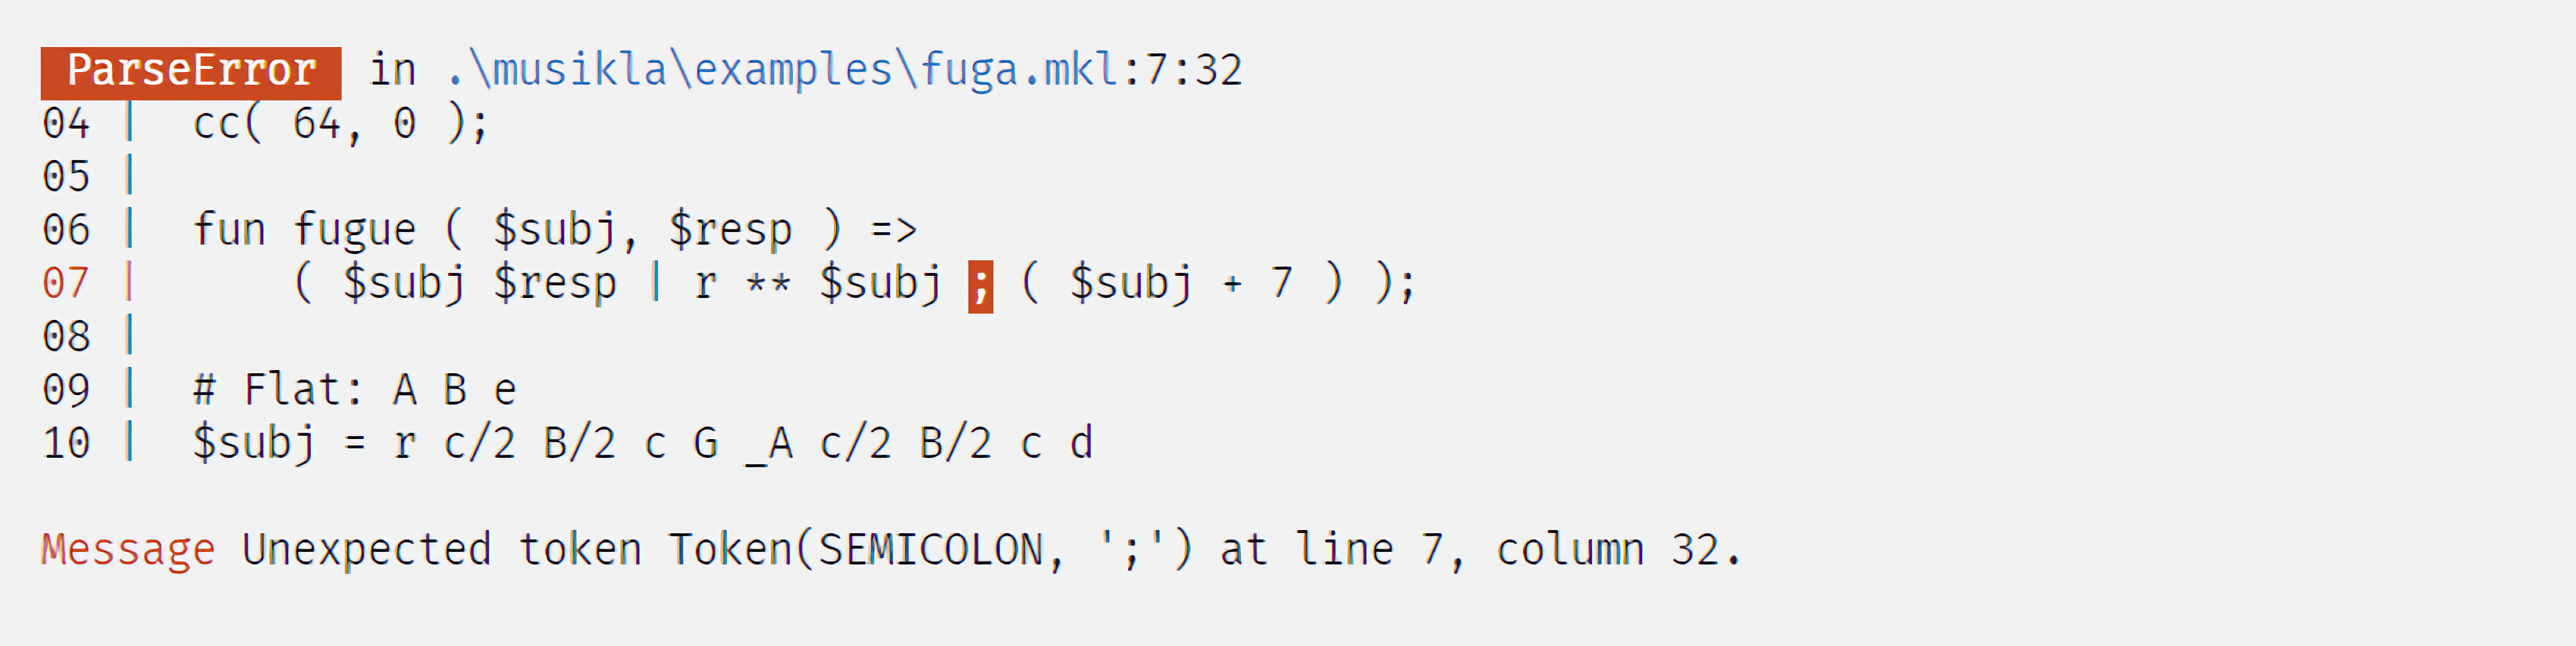 ParseError in .\musikla\examples\fuga.mkl:7:32
04 |  cc( 64, 0 );
05 |
06 |  fun fugue ( $subj, $resp ) =>
07 |      ( $subj $resp | r ** $subj ; ( $subj + 7 ) );
08 |
09 |  # Flat: A B e
10 |  $subj = r c/2 B/2 c G _A c/2 B/2 c d
Message Unexpected token Token(SEMICOLON, ';') at line 7, column 32.